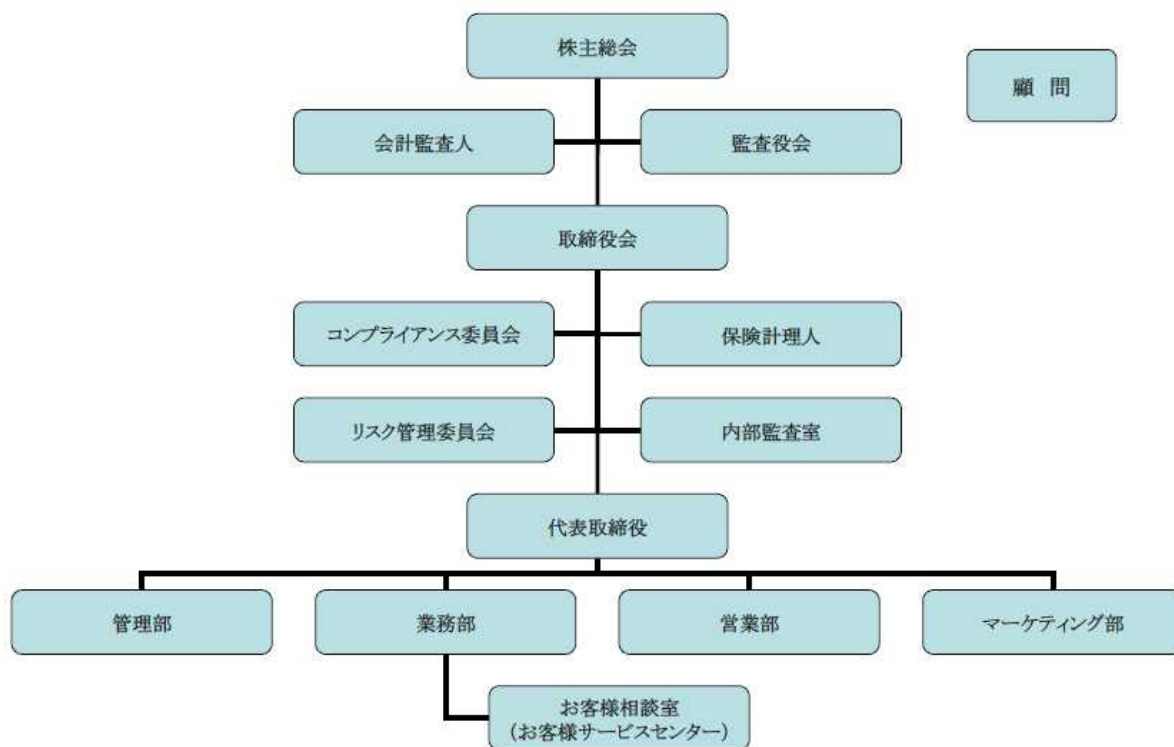 株主総会
顧 問
会計監査人
監査役会
取締役会
コンプライアンス委員会
保険計理人
リスク管理委員会
内部監査室
代表取締役
管理部
業務部
営業部
マーケティング部
お客様相談室
(お客様サービスセンター)